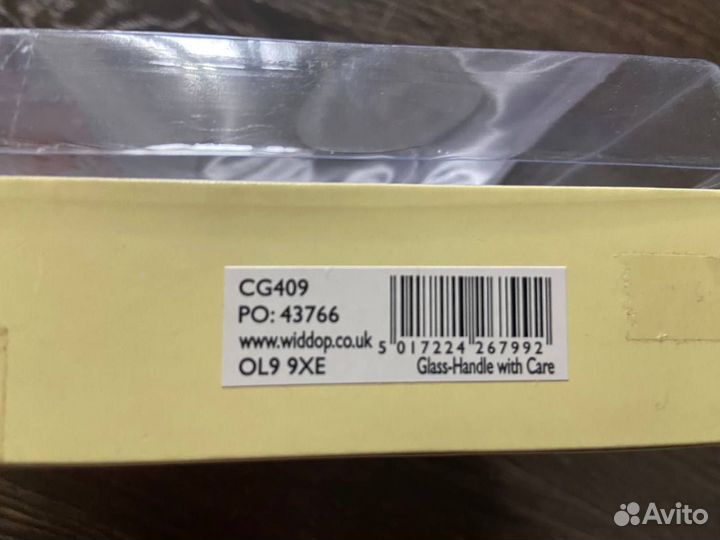 CG409
PO: 43766
www.widdop.co.uk
OL9 9XE
5 017224 267992
Glass-Handle with Care
Avito